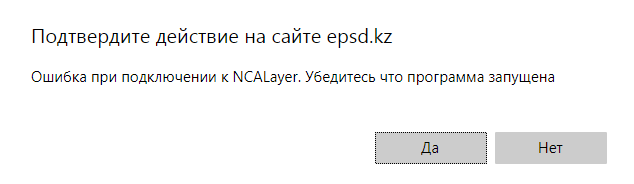 Подтвердите действие на сайте epsd.kz
Ошибка при подключении к NCALayer. Убедитесь что программа запущена
Да
Нет